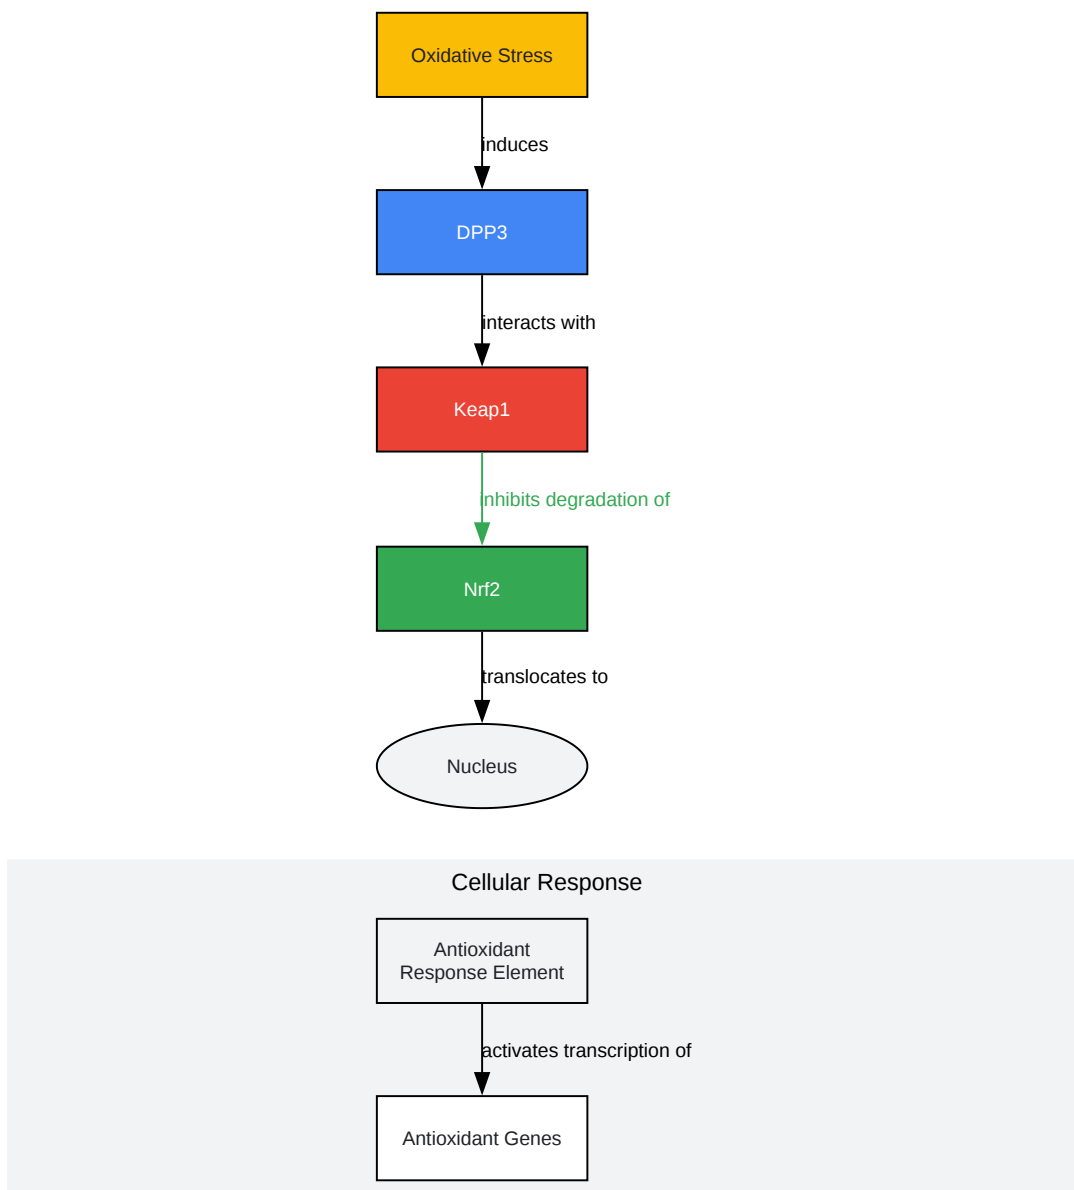 Oxidative Stress
induces
DPP3
interacts with
Keap1
inhibits degradation of
Nrf2
translocates to
Nucleus
Cellular Response
Antioxidant
Response Element
activates transcription of
Antioxidant Genes